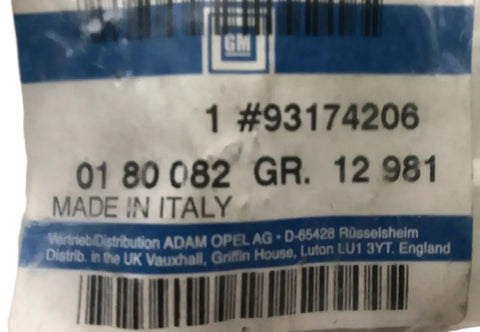 GM
1 #93174206
01 80 082 GR. 12 981
MADE IN ITALY
Vertrieb/Distribution ADAM OPEL AG • D-65428 Rüsselsheim
Distrib. in the UK Vauxhall, Griffin House, Luton LU1 3YT. England